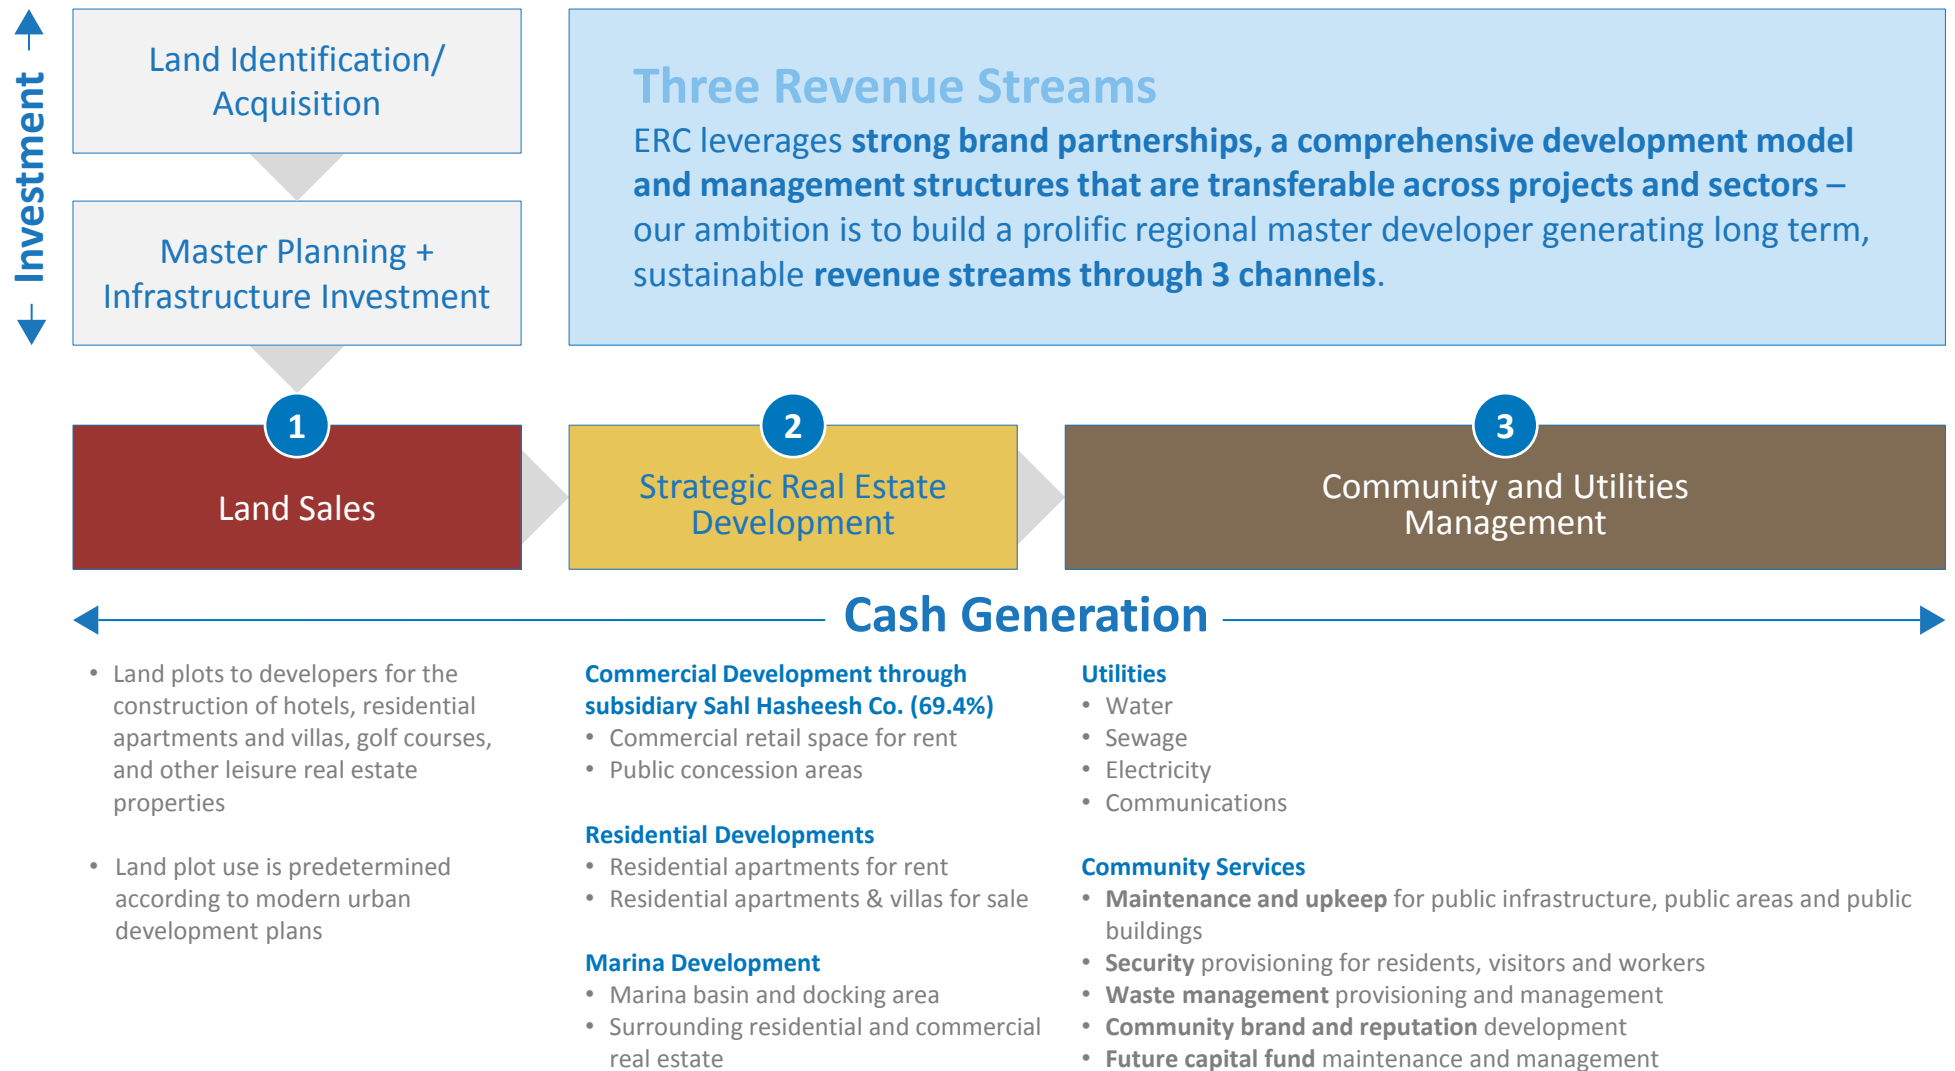 Investment
Land Identification/
Acquisition
Master Planning +
Infrastructure Investment
Three Revenue Streams
ERC leverages strong brand partnerships, a comprehensive development model
and management structures that are transferable across projects and sectors –
our ambition is to build a prolific regional master developer generating long term,
sustainable revenue streams through 3 channels.
1
Land Sales
2
Strategic Real Estate
Development
3
Community and Utilities
Management
Cash Generation
• Land plots to developers for the
construction of hotels, residential
apartments and villas, golf courses,
and other leisure real estate
properties
• Land plot use is predetermined
according to modern urban
development plans
Commercial Development through
subsidiary Sahl Hasheesh Co. (69.4%)
• Commercial retail space for rent
• Public concession areas
Residential Developments
• Residential apartments for rent
• Residential apartments & villas for sale
Marina Development
• Marina basin and docking area
• Surrounding residential and commercial
real estate
Utilities
• Water
• Sewage
• Electricity
• Communications
Community Services
• Maintenance and upkeep for public infrastructure, public areas and public
buildings
• Security provisioning for residents, visitors and workers
• Waste management provisioning and management
• Community brand and reputation development
• Future capital fund maintenance and management